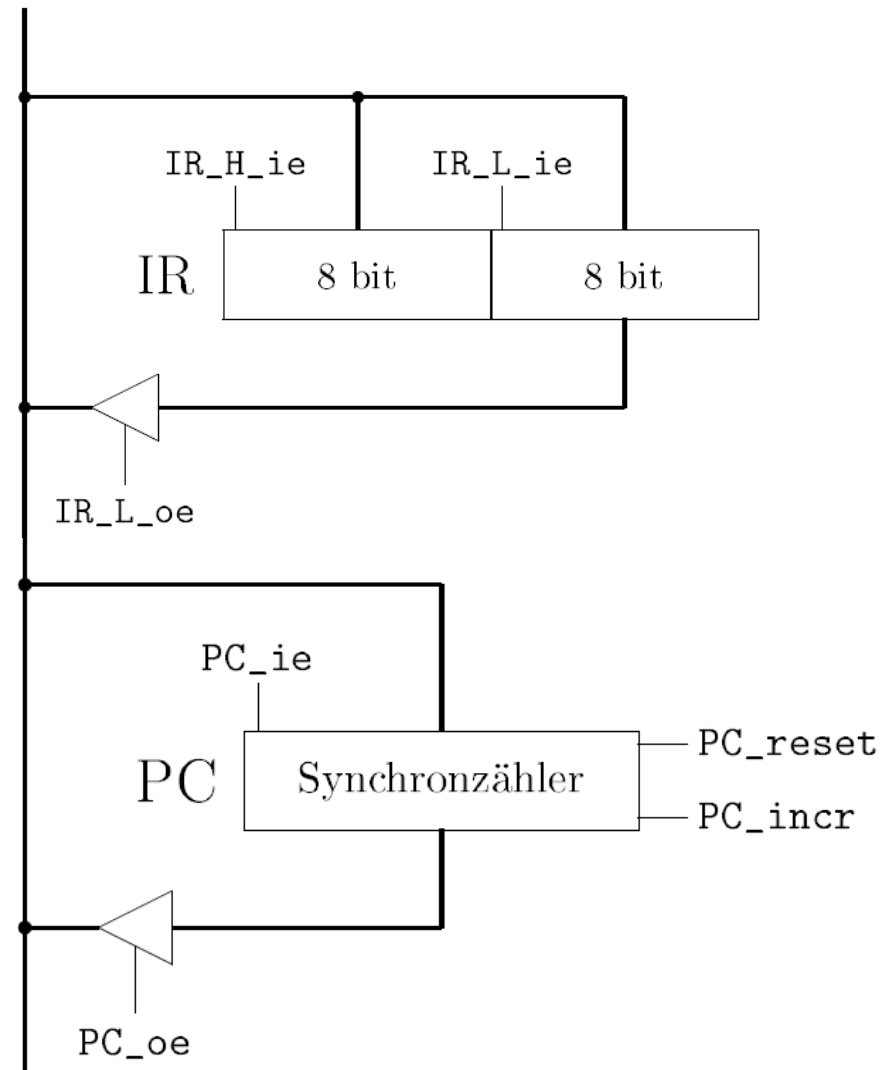 IR_H_ie
IR_L_ie
IR
8 bit
8 bit
IR_L_oe
PC_ie
PC
Synchronzähler
PC_reset
PC_incr
PC_oe